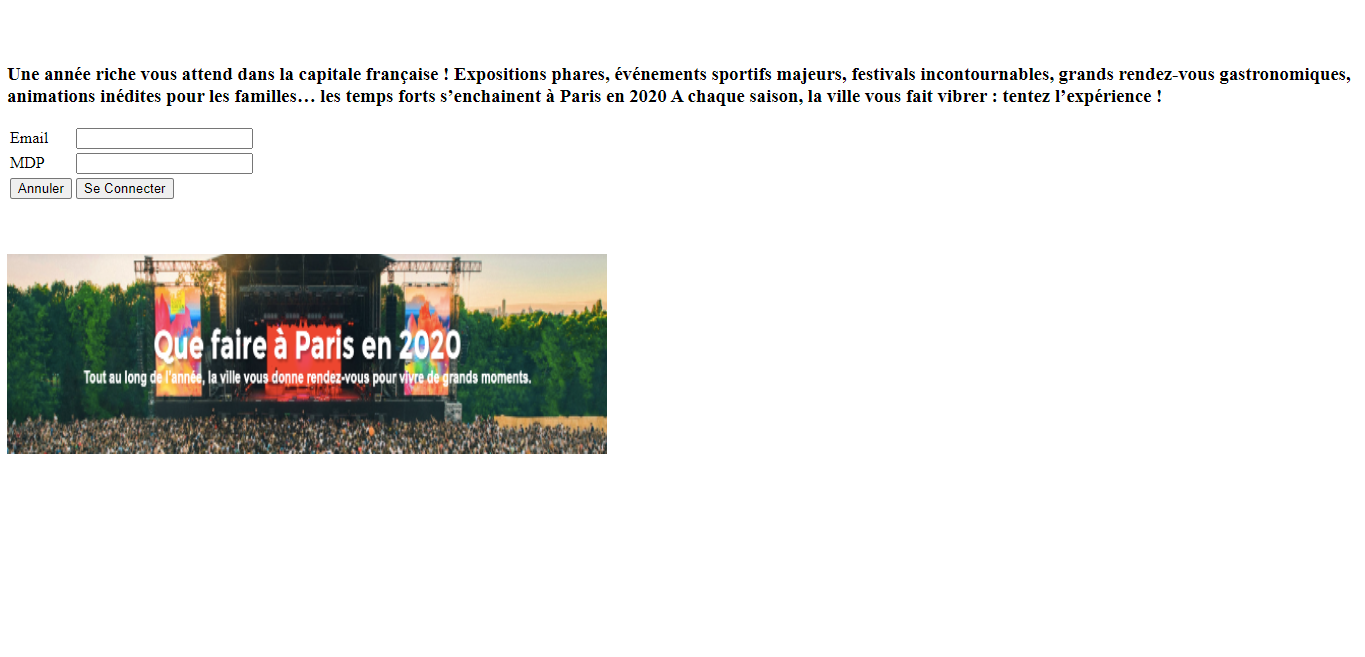 Une année riche vous attend dans la capitale française ! Expositions phares, événements sportifs majeurs, festivals incontournables, grands rendez-vous gastronomiques,
animations inédites pour les familles… les temps forts s’enchainent à Paris en 2020 A chaque saison, la ville vous fait vibrer : tentez l’expérience !
Email
MDP
Annuler Se Connecter
Que faire à Paris en 2020
Tout au long de l'année, la ville vous donne rendez-vous pour vivre de grands moments.